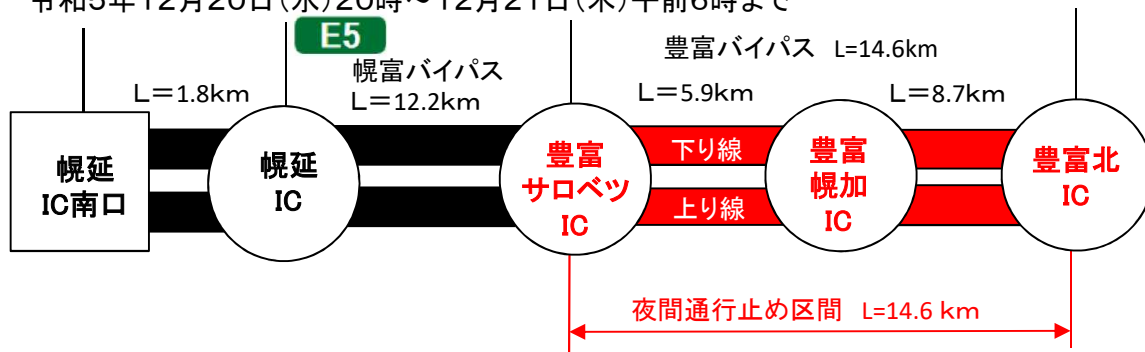 令和5年12月20日(水)20時～12月21日(木)午前6時まで
E5
豊富バイパス L=14.6km
幌富バイパス
L=1.8km
L=12.2km
L=5.9km
L=8.7km
幌延
IC南口
幌延
IC
豊富
サロベツ
IC
下り線
上り線
豊富
幌加
IC
豊富北
IC
夜間通行止め区間 L=14.6 km